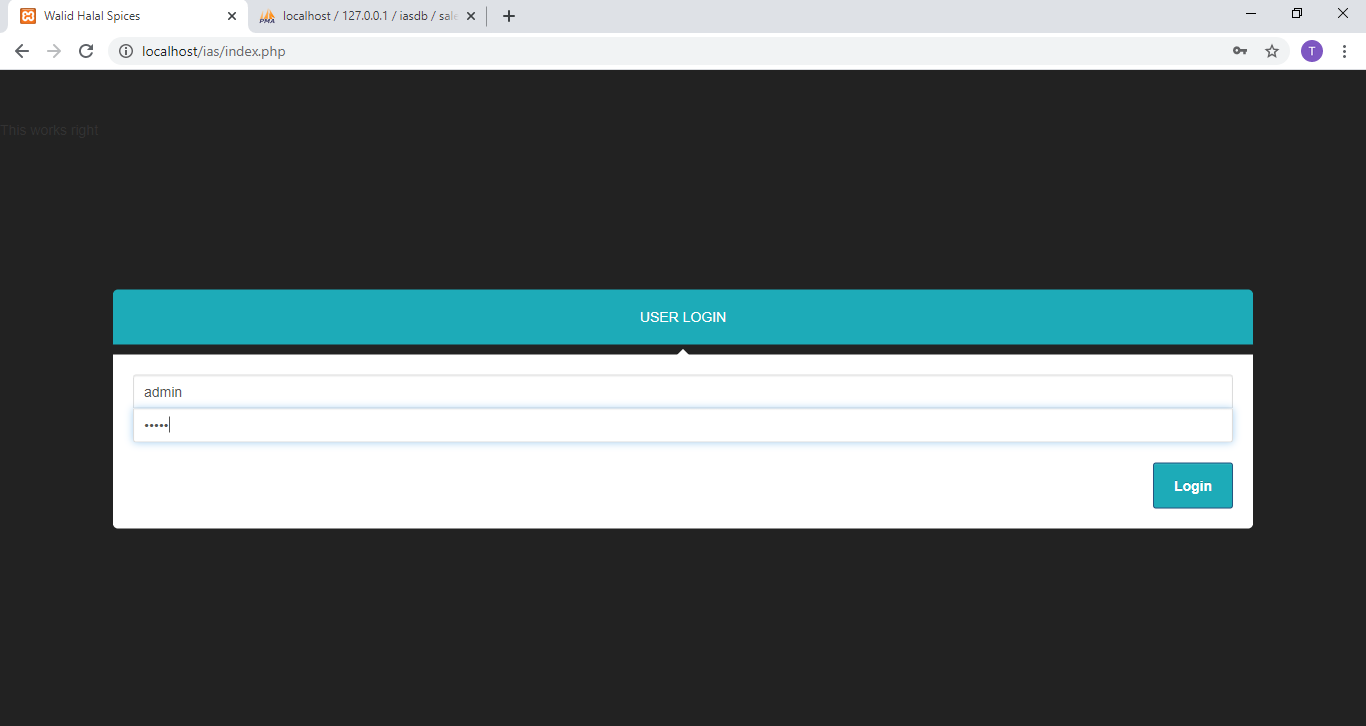 Walid Halal Spices
localhost / 127.0.0.1 / iasdb / sale
localhost/ias/index.php
T
This works right
USER LOGIN
admin
•••••
Login